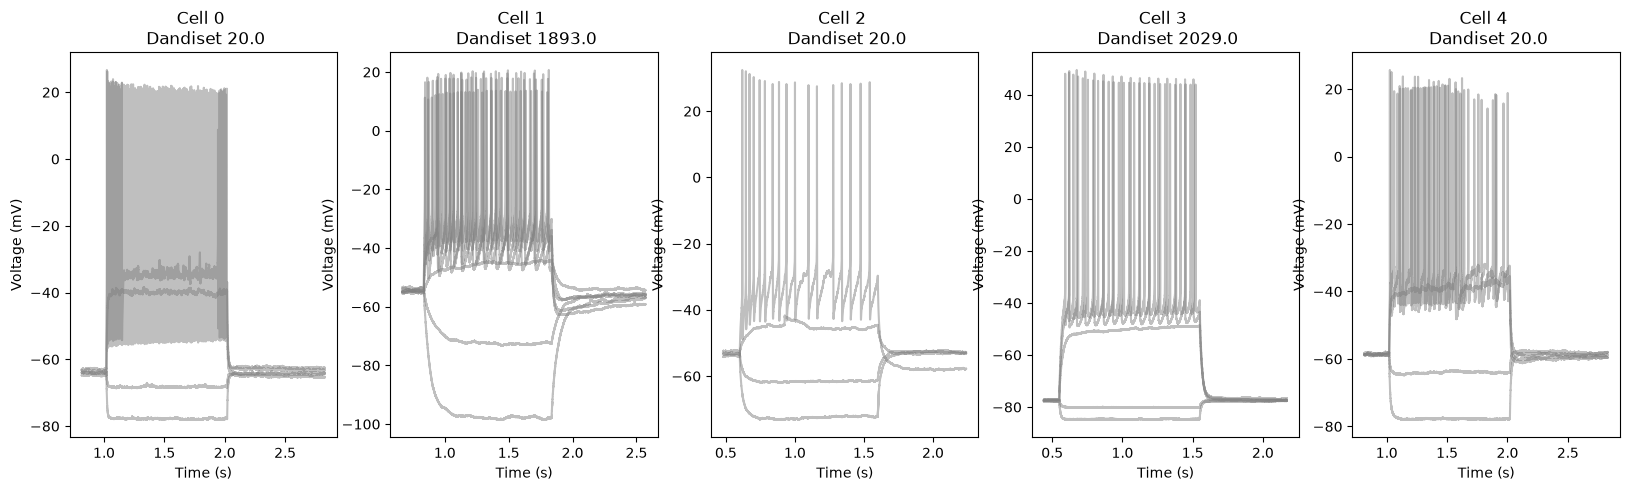 Cell 0
Dandiset 20.0
Voltage (mV)
20
0
−20
−40
−60
−80
1.0 1.5 2.0 2.5
Time (s)
Cell 1
Dandiset 1893.0
Voltage (mV)
20
0
−20
−40
−60
−80
−100
1.0 1.5 2.0 2.5
Time (s)
Cell 2
Dandiset 20.0
Voltage (mV)
20
0
−20
−40
−60
0.5 1.0 1.5 2.0
Time (s)
Cell 3
Dandiset 2029.0
Voltage (mV)
40
20
0
−20
−40
−60
−80
0.5 1.0 1.5 2.0
Time (s)
Cell 4
Dandiset 20.0
Voltage (mV)
20
0
−20
−40
−60
−80
1.0 1.5 2.0 2.5
Time (s)